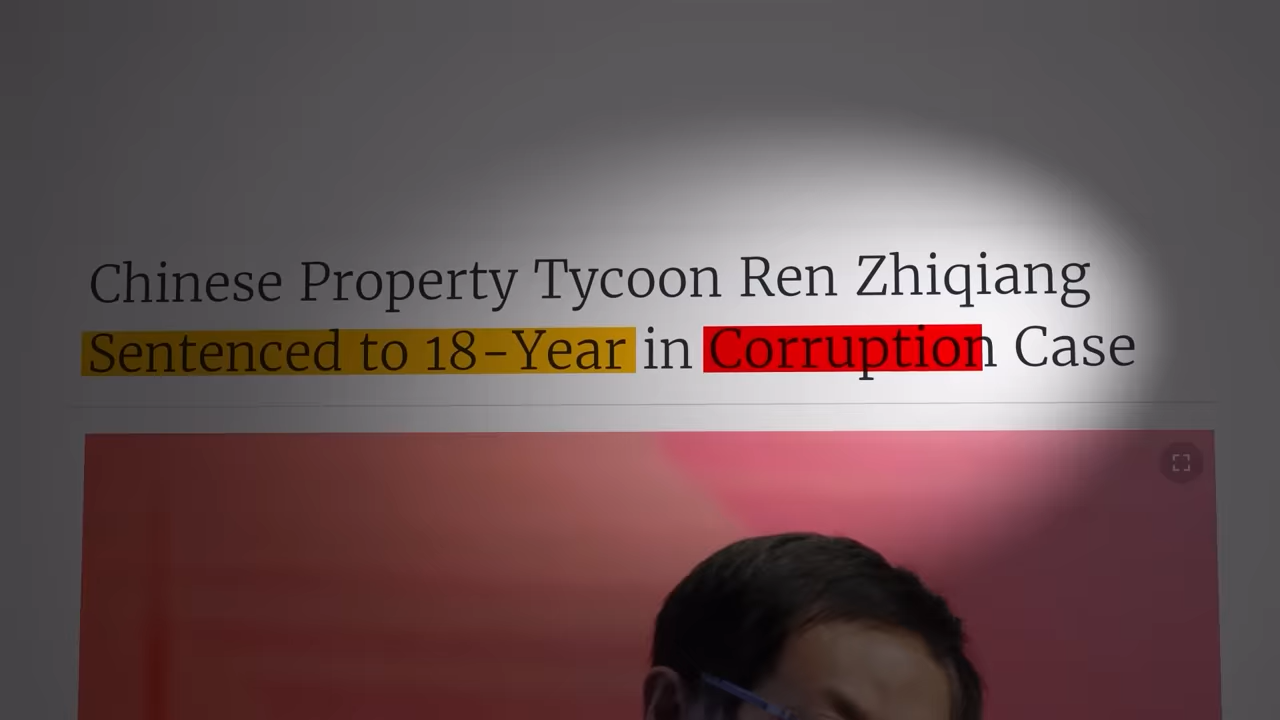 Chinese Property Tycoon Ren Zhiqiang
Sentenced to 18-Year in Corruption Case